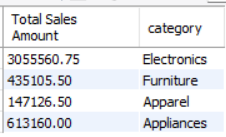 Total Sales Amount category
3055560.75 Electronics
435105.50 Furniture
147126.50 Apparel
613160.00 Appliances